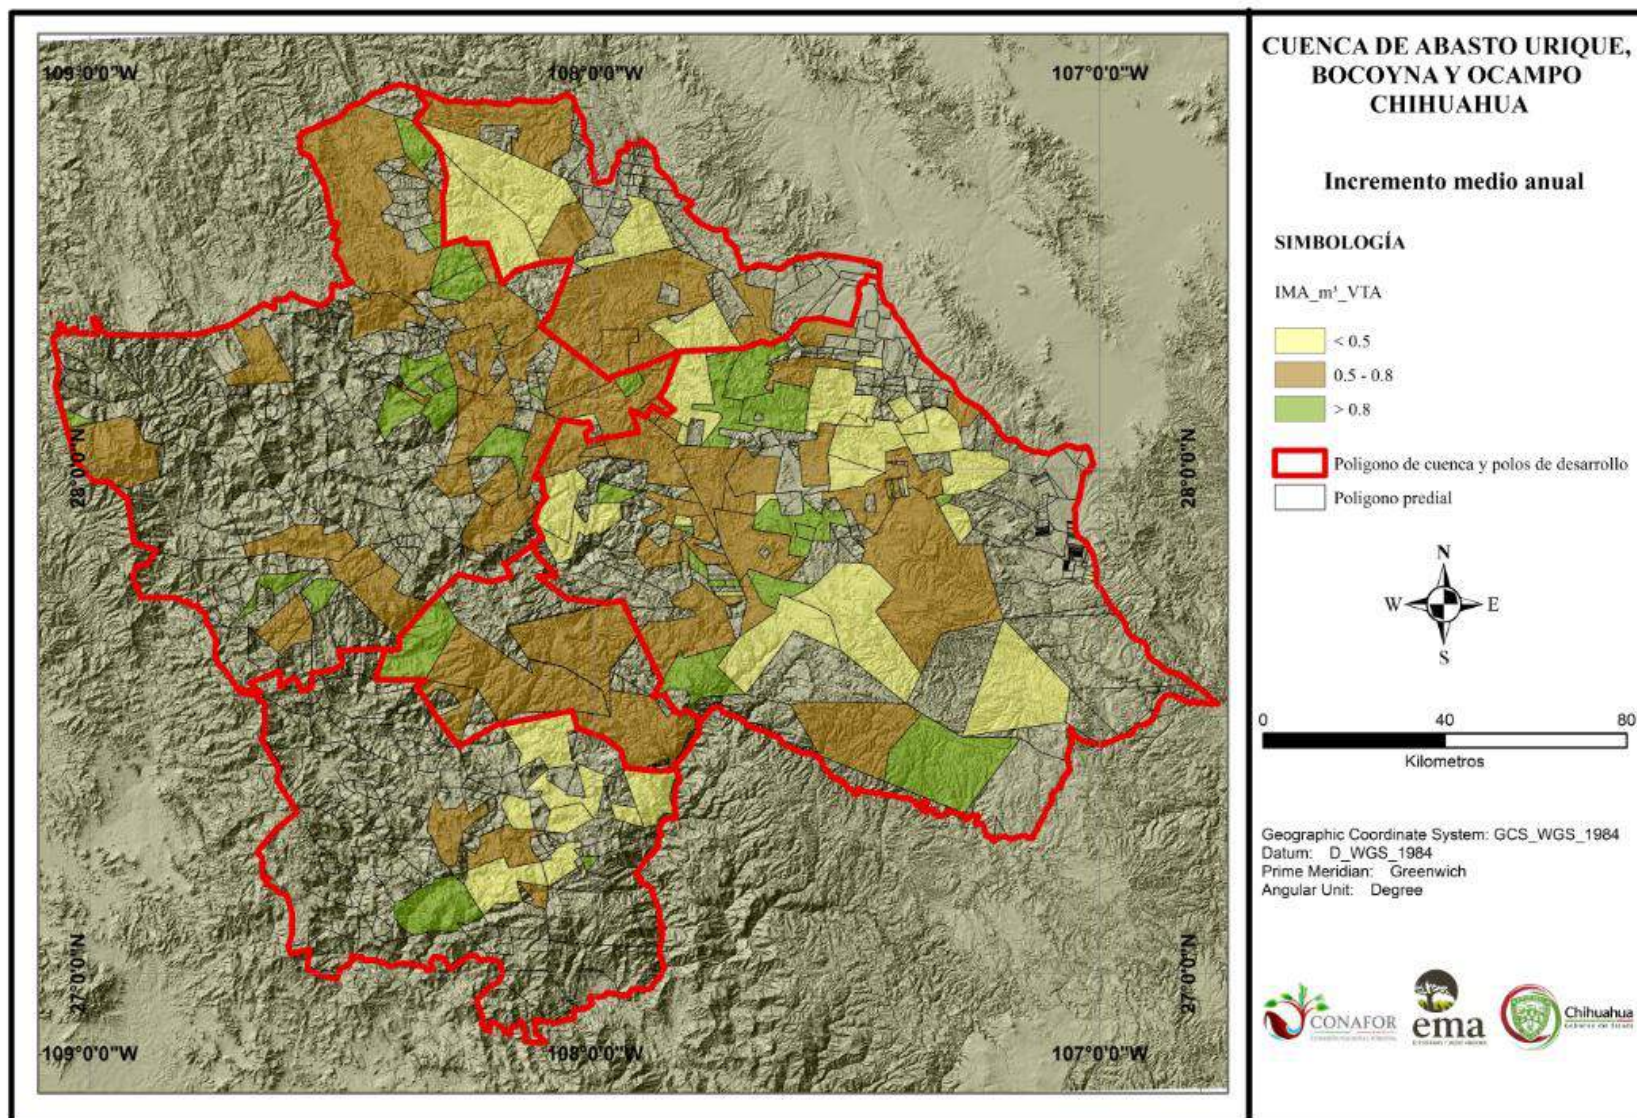 109°0'0"W
108°0'0"W
107°0'0"W
28°0'0"N
28°0'0"N
27°0'0"N
27°0'0"N
109°0'0"W
108°0'0"W
107°0'0"W
CUENCA DE ABASTO URIQUE,
BOCOYNA Y OCAMPO
CHIHUAHUA
Incremento medio anual
SIMBOLOGÍA
IMA_m³_VTA
< 0.5
0.5 - 0.8
> 0.8
Poligono de cuenca y polos de desarrollo
Poligono predial
N
W E
S
0 40 80
Kilometros
Geographic Coordinate System: GCS_WGS_1984
Datum: D_WGS_1984
Prime Meridian: Greenwich
Angular Unit: Degree
CONAFOR
ema
Chihuahua